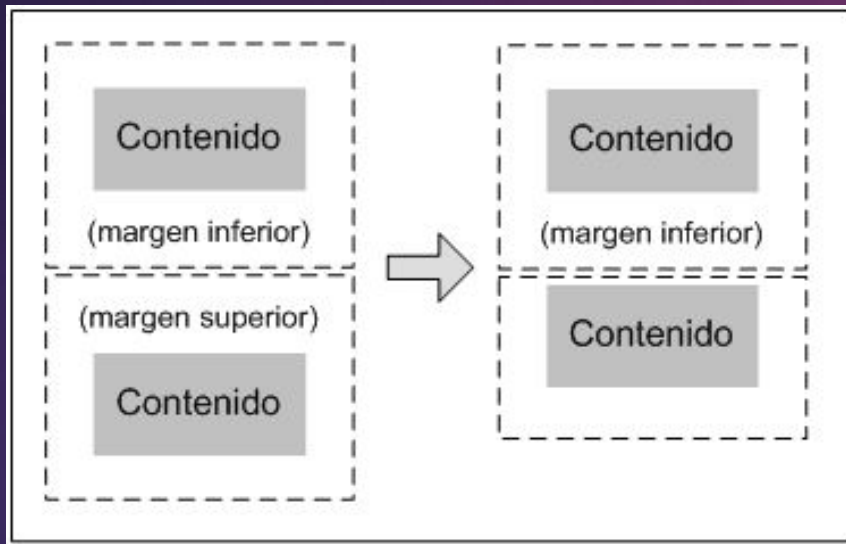 Contenido
(margen inferior)
(margen superior)
Contenido
Contenido
(margen inferior)
Contenido